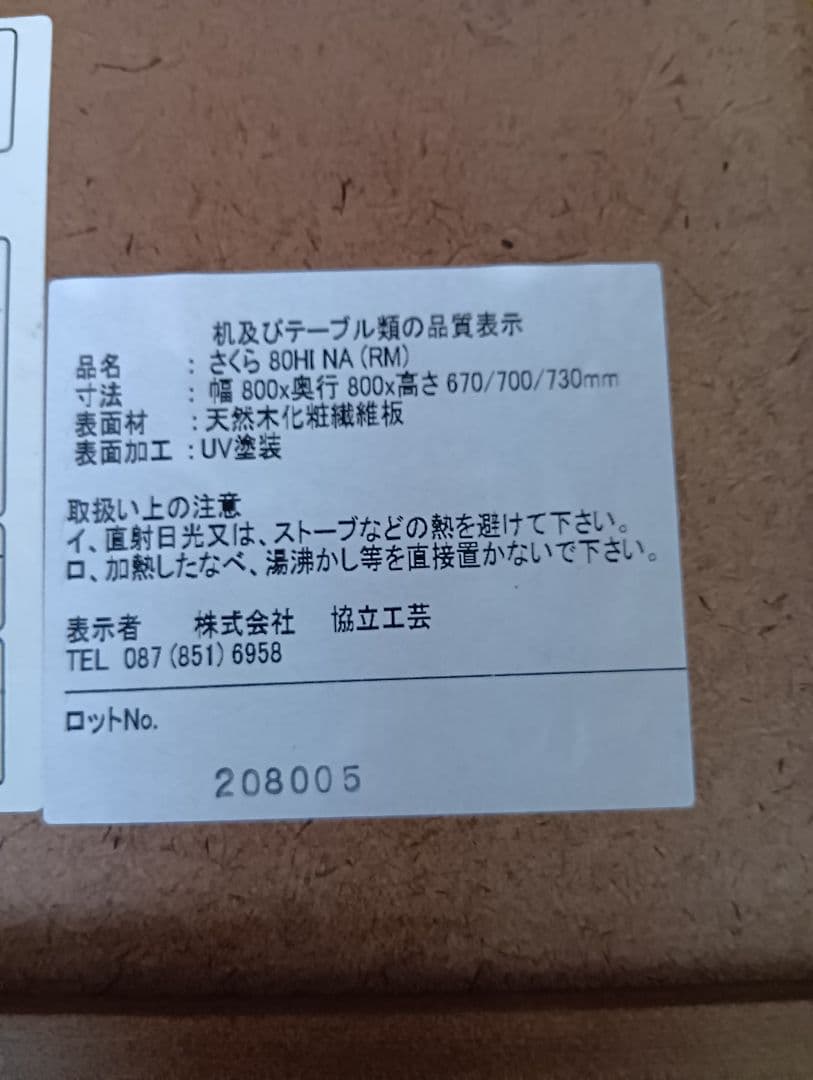 机及びテーブル類の品質表示
品名 : さくら 80HI NA (RM)
寸法 : 幅 800x奥行 800x高さ 670/700/730mm
表面材 : 天然木化粧繊維板
表面加工 : UV塗装
取扱い上の注意
イ、直射日光又は、ストーブなどの熱を避けて下さい。
ロ、加熱したなべ、湯沸かし等を直接置かないで下さい。
表示者 株式会社 協立工芸
TEL 087(851)6958
ロットNo.
208005